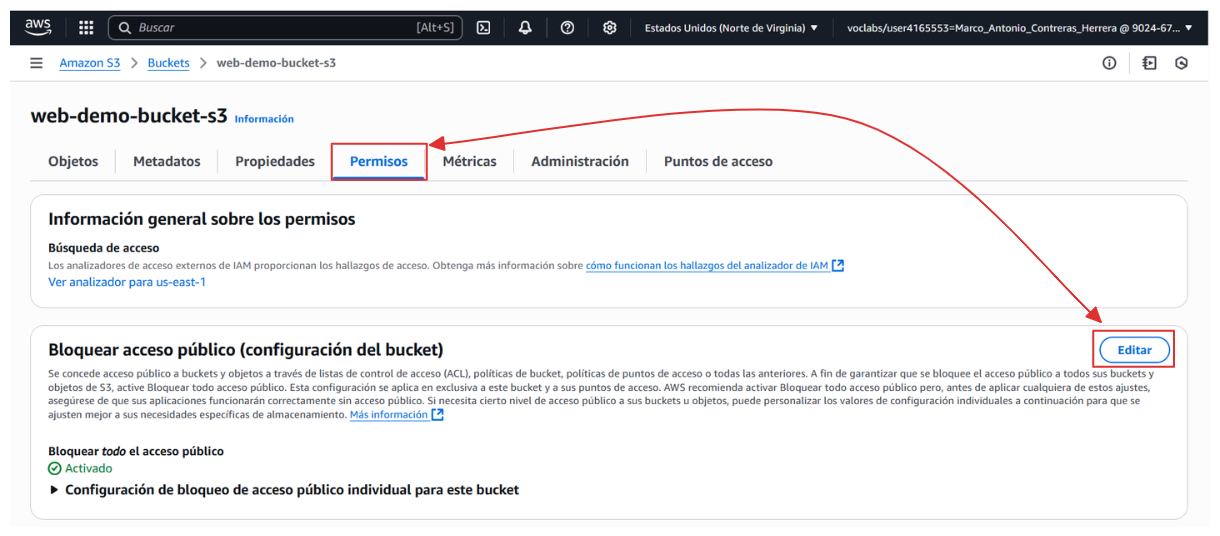 aws
Buscar
[Alt+S]
Estados Unidos (Norte de Virginia) ▼
voclabs/user4165553=Marco_Antonio_Contreras_Herrera @ 9024-67... ▼
Amazon S3 > Buckets > web-demo-bucket-s3
web-demo-bucket-s3 Información
Objetos Metadatos Propiedades Permisos Métricas Administración Puntos de acceso
Información general sobre los permisos
Búsqueda de acceso
Los analizadores de acceso externos de IAM proporcionan los hallazgos de acceso. Obtenga más información sobre cómo funcionan los hallazgos del analizador de IAM
Ver analizador para us-east-1
Bloquear acceso público (configuración del bucket)
Editar
Se concede acceso público a buckets y objetos a través de listas de control de acceso (ACL), políticas de bucket, políticas de puntos de acceso o todas las anteriores. A fin de garantizar que se bloquee el acceso público a todos sus buckets y
objetos de S3, active Bloquear todo acceso público. Esta configuración se aplica en exclusiva a este bucket y a sus puntos de acceso. AWS recomienda activar Bloquear todo acceso público pero, antes de aplicar cualquiera de estos ajustes,
asegúrese de que sus aplicaciones funcionarán correctamente sin acceso público. Si necesita cierto nivel de acceso público a sus buckets u objetos, puede personalizar los valores de configuración individuales a continuación para que se
ajusten mejor a sus necesidades específicas de almacenamiento. Más información
Bloquear todo el acceso público
Activado
Configuración de bloqueo de acceso público individual para este bucket